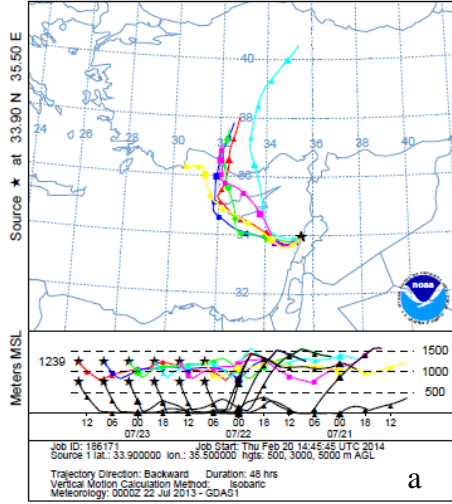 Source ★ at 33.90 N 35.50 E
40
38
24
26
28
30
32
34
36
38
40
36
34
32
noaa
Meters MSL
1239
1500
1000
500
12 06 00 18 12 06 00 18 12 06 00 18 12
07/23 07/22 07/21
Job ID: 186171 Job Start: Thu Feb 20 14:45:45 UTC 2014
Source 1 lat.: 33.900000 lon.: 35.500000 hgts: 500, 3000, 5000 m AGL
Trajectory Direction: Backward Duration: 48 hrs
Vertical Motion Calculation Method: Isobaric
Meteorology: 0000Z 22 Jul 2013 - GDAS1
a